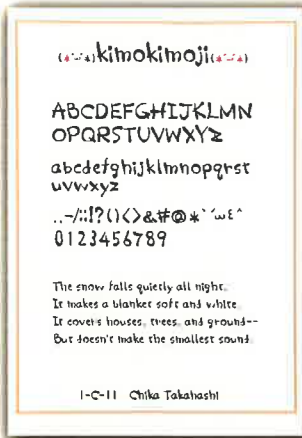 (*˘⌣˘*)kimokimoji(*˘⌣˘*)
ABCDEFGHIJKLMN
OPQRSTUVWXYZ
abcdefghijklmnopqrst
uvwxyz
..-/:;!?()<>&#@*`´ωε^
0123456789
The snow falls quietly all night.
It makes a blanket soft and white.
It covers houses, trees, and ground--
But doesn't make the smallest sound.
1-C-11 Chika Takahashi